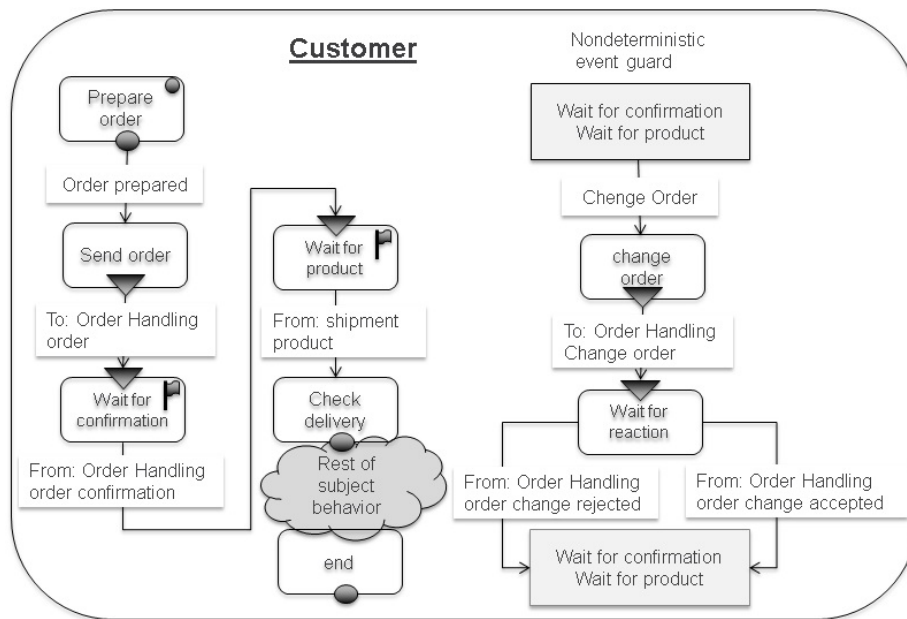 Customer
Prepare
order
Order prepared
Send order
To: Order Handling
order
Wait for
confirmation
From: Order Handling
order confirmation
Wait for
product
From: shipment
product
Check
delivery
Rest of
subject
behavior
end
Nondeterministic
event guard
Wait for confirmation
Wait for product
Chenge Order
change
order
To: Order Handling
Change order
Wait for
reaction
From: Order Handling
order change rejected
From: Order Handling
order change accepted
Wait for confirmation
Wait for product